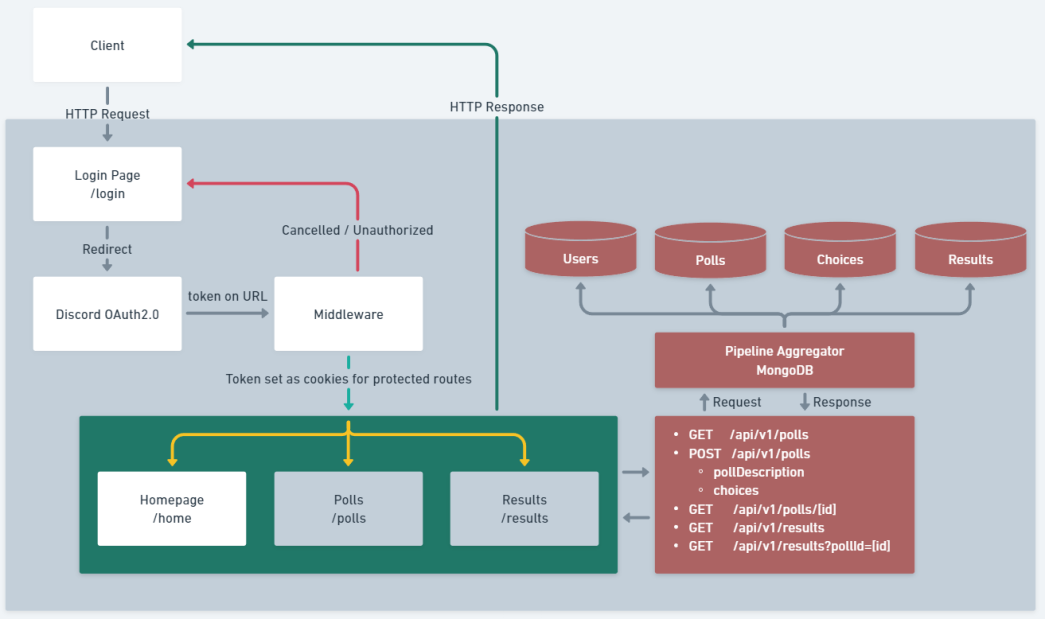 Client
HTTP Request
HTTP Response
Login Page
/login
Cancelled / Unauthorized
Redirect
Discord OAuth2.0
token on URL
Middleware
Token set as cookies for protected routes
Homepage
/home
Polls
/polls
Results
/results
Users
Polls
Choices
Results
Pipeline Aggregator
MongoDB
Request
Response
• GET /api/v1/polls
• POST /api/v1/polls
◦ pollDescription
◦ choices
• GET /api/v1/polls/[id]
• GET /api/v1/results
• GET /api/v1/results?pollId=[id]